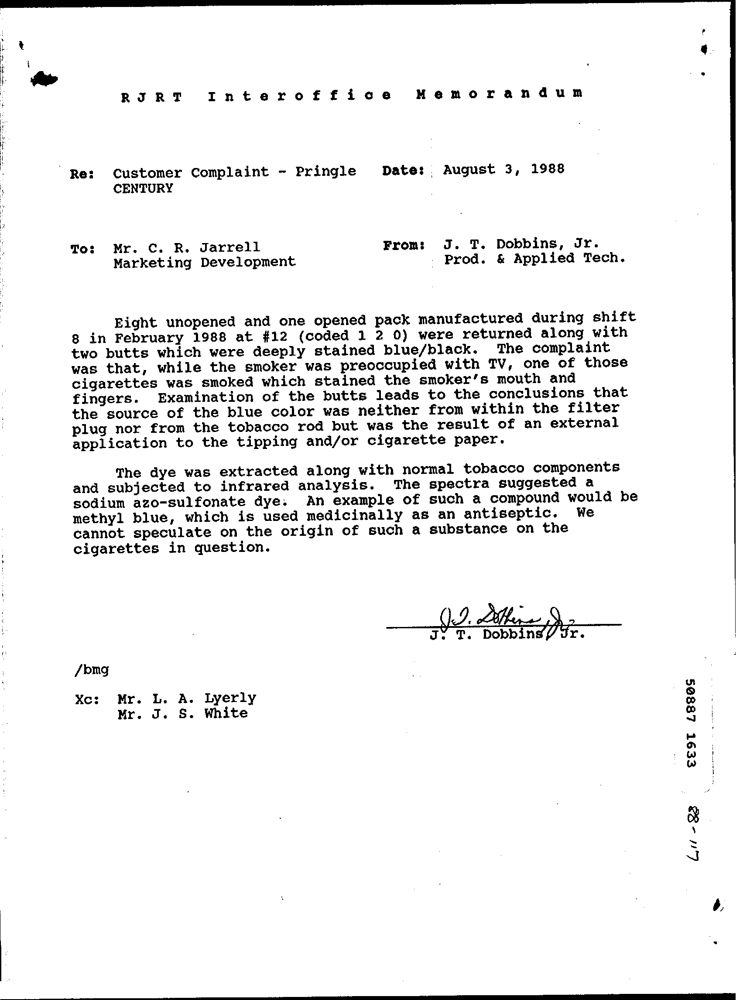 RJRT Interoffice Memorandum
Re: Customer Complaint - Pringle Date: August 3, 1988
CENTURY
To: Mr. C. R. Jarrell From: J. T. Dobbins, Jr.
Marketing Development Prod. & Applied Tech.
Eight unopened and one opened pack manufactured during shift
8 in February 1988 at #12 (coded 1 2 0) were returned along with
two butts which were deeply stained blue/black. The complaint
was that, while the smoker was preoccupied with TV, one of those
cigarettes was smoked which stained the smoker's mouth and
fingers. Examination of the butts leads to the conclusions that
the source of the blue color was neither from within the filter
plug nor from the tobacco rod but was the result of an external
application to the tipping and/or cigarette paper.
The dye was extracted along with normal tobacco components
and subjected to infrared analysis. The spectra suggested a
sodium azo-sulfonate dye. An example of such a compound would be
methyl blue, which is used medicinally as an antiseptic. We
cannot speculate on the origin of such a substance on the
cigarettes in question.
J. T. Dobbins, Jr.
J. T. Dobbins, Jr.
/bmg
Xc: Mr. L. A. Lyerly
Mr. J. S. White
50887 1633
88-117